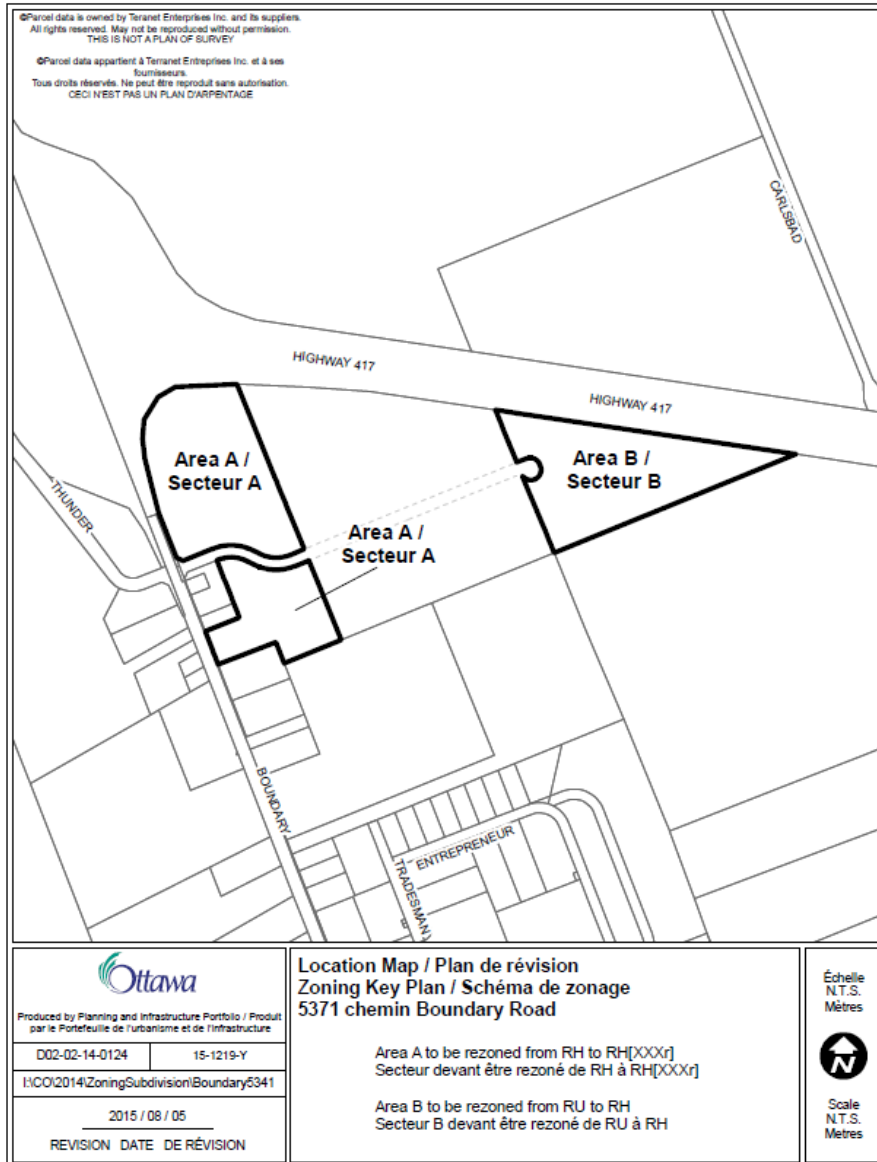 ©Parcel data is owned by Teranet Enterprises Inc. and its suppliers.
All rights reserved. May not be reproduced without permission.
THIS IS NOT A PLAN OF SURVEY
©Parcel data appartient à Terranet Entreprises Inc. et à ses
fournisseurs.
Tous droits réservés. Ne peut être reproduit sans autorisation.
CECI N'EST PAS UN PLAN D'ARPENTAGE
CARLSBAD
HIGHWAY 417
HIGHWAY 417
Area A /
Secteur A
Area B /
Secteur B
THUNDER
Area A /
Secteur A
BOUNDARY
ENTREPRENEUR
TRADESMAN
Ottawa
Produced by Planning and Infrastructure Portfolio / Produit
par le Portefeuille de l'urbanisme et de l'infrastructure
D02-02-14-0124
15-1219-Y
I:\CO\2014\ZoningSubdivision\Boundary5341
2015 / 08 / 05
REVISION DATE DE RÉVISION
Location Map / Plan de révision
Zoning Key Plan / Schéma de zonage
5371 chemin Boundary Road
Area A to be rezoned from RH to RH[XXXr]
Secteur devant être rezoné de RH à RH[XXXr]
Area B to be rezoned from RU to RH
Secteur B devant être rezoné de RU à RH
Échelle
N.T.S.
Mètres
N
Scale
N.T.S.
Metres